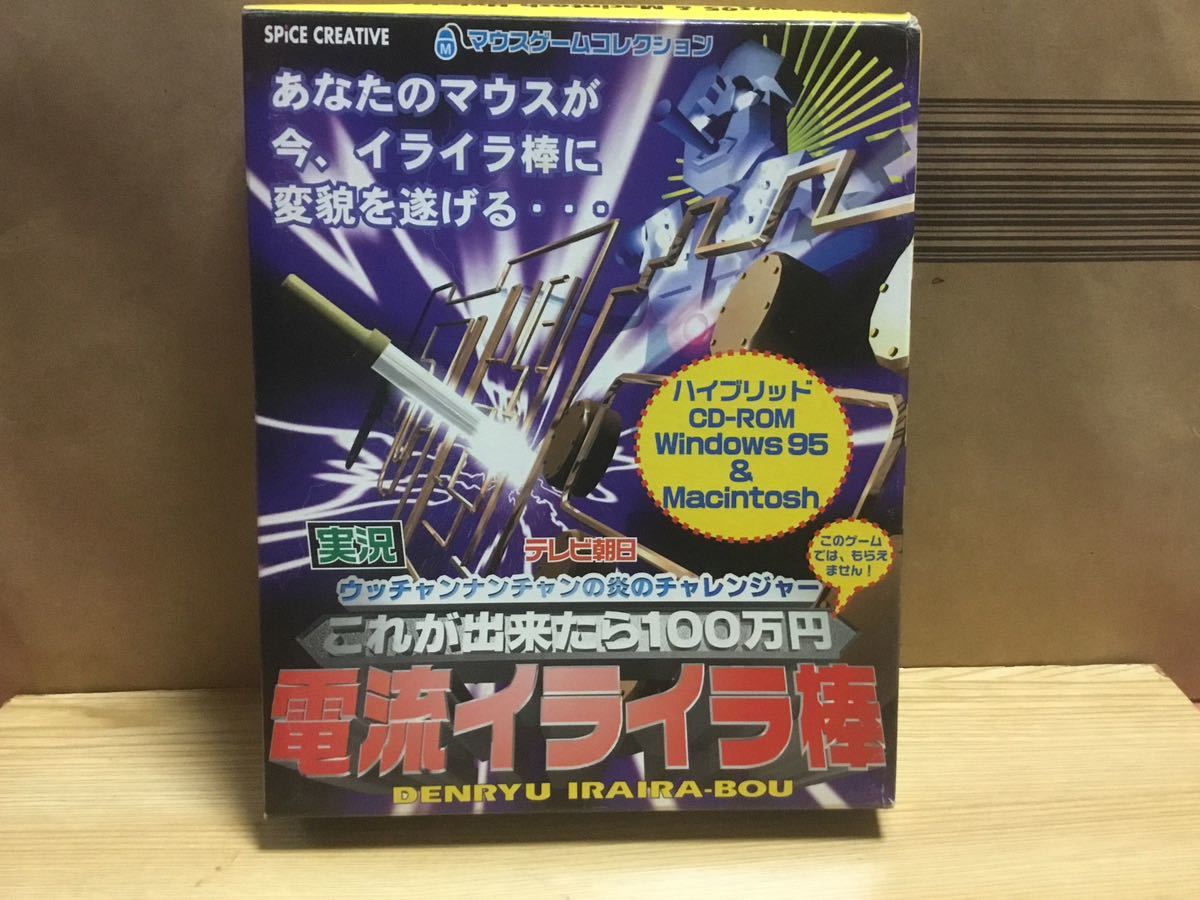 SPiCE CREATIVE
マウスゲームコレクション
あなたのマウスが
今、イライラ棒に
変貌を遂げる・・・
ハイブリッド
CD-ROM
Windows 95
&
Macintosh
実況
テレビ朝日
このゲーム
では、もらえ
ません!
ウッチャンナンチャンの炎のチャレンジャー
これが出来たら100万円
電流イライラ棒
DENRYU IRAIRA-BOU